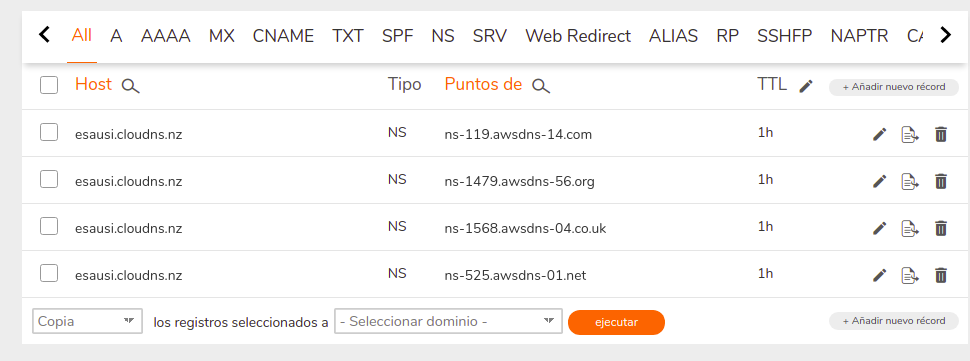 All A AAAA MX CNAME TXT SPF NS SRV Web Redirect ALIAS RP SSHFP NAPTR
Host Tipo Puntos de TTL + Añadir nuevo récord
esausi.cloudns.nz NS ns-119.awsdns-14.com 1h
esausi.cloudns.nz NS ns-1479.awsdns-56.org 1h
esausi.cloudns.nz NS ns-1568.awsdns-04.co.uk 1h
esausi.cloudns.nz NS ns-525.awsdns-01.net 1h
Copia los registros seleccionados a - Seleccionar dominio - ejecutar + Añadir nuevo récord